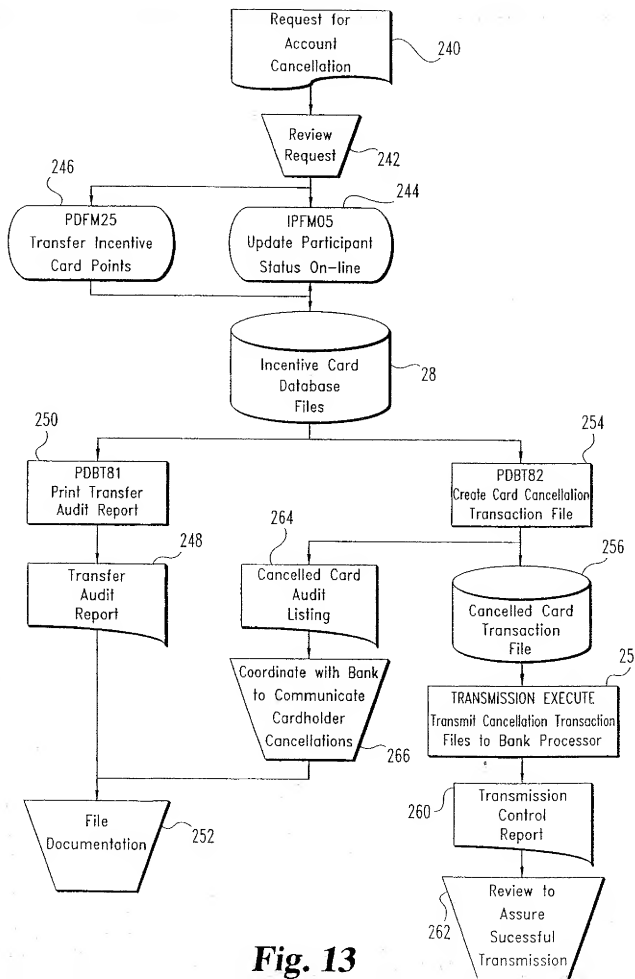 Request for
Account
Cancellation
240
Review
Request
242
246
244
PDFM25
Transfer Incentive
Card Points
IPFM05
Update Participant
Status On-line
Incentive Card
Database
Files
28
250
254
PDBT81
Print Transfer
Audit Report
PDBT82
Create Card Cancellation
Transaction File
248
264
256
Transfer
Audit
Report
Cancelled Card
Audit
Listing
Cancelled Card
Transaction
File
Coordinate with Bank
to Communicate
Cardholder
Cancellations
266
25
TRANSMISSION EXECUTE
Transmit Cancellation Transaction
Files to Bank Processor
260
Transmission
Control
Report
File
Documentation
252
262
Review to
Assure
Sucessful
Transmission
Fig. 13